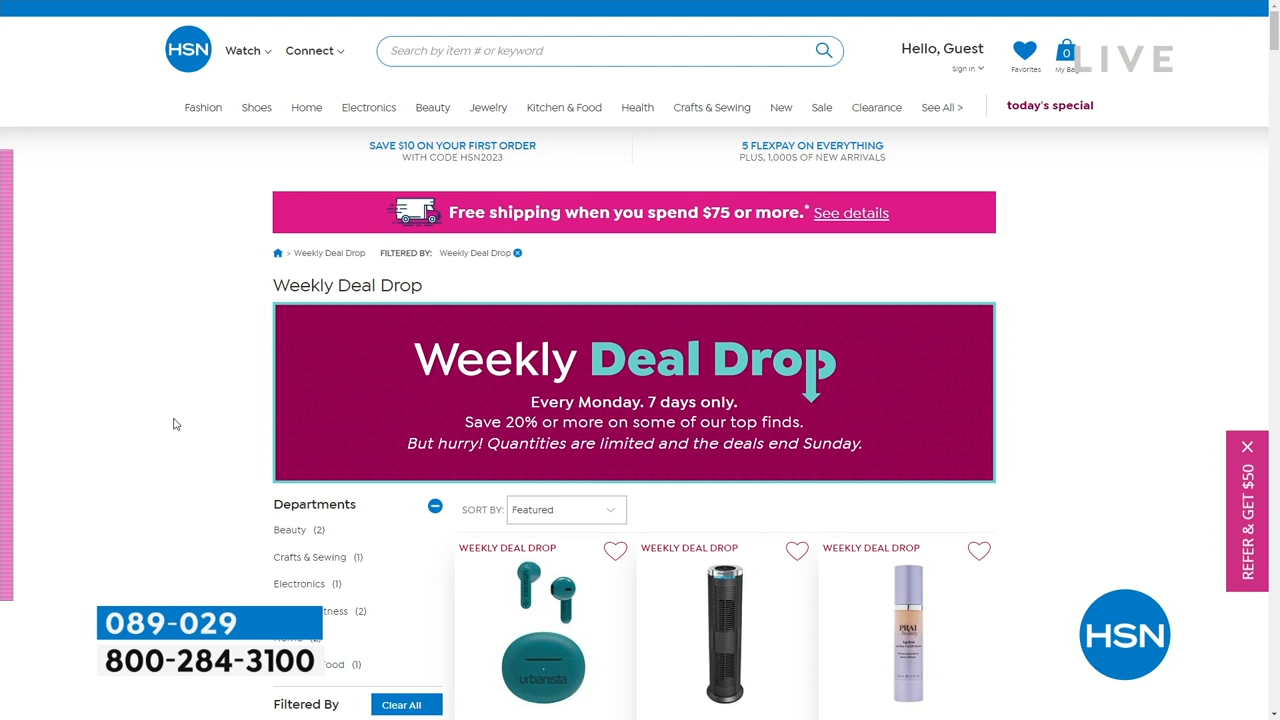 HSN
Watch
Connect
Search by item # or keyword
Hello, Guest
Sign in
Favorites
0
My Ba
LIVE
Fashion Shoes Home Electronics Beauty Jewelry Kitchen & Food Health Crafts & Sewing New Sale Clearance See All > today's special
SAVE $10 ON YOUR FIRST ORDER
WITH CODE HSN2023
5 FLEXPAY ON EVERYTHING
PLUS, 1,000S OF NEW ARRIVALS
Free shipping when you spend $75 or more.* See details
> Weekly Deal Drop FILTERED BY: Weekly Deal Drop
Weekly Deal Drop
Weekly Deal Drop
Every Monday. 7 days only.
Save 20% or more on some of our top finds.
But hurry! Quantities are limited and the deals end Sunday.
REFER & GET $50
Departments
SORT BY: Featured
Beauty (2)
Crafts & Sewing (1)
Electronics (1)
tness (2)
ood (1)
Filtered By
Clear All
WEEKLY DEAL DROP
WEEKLY DEAL DROP
WEEKLY DEAL DROP
urbanista
PRAI
Beauty
089-029
800-284-3100
HSN